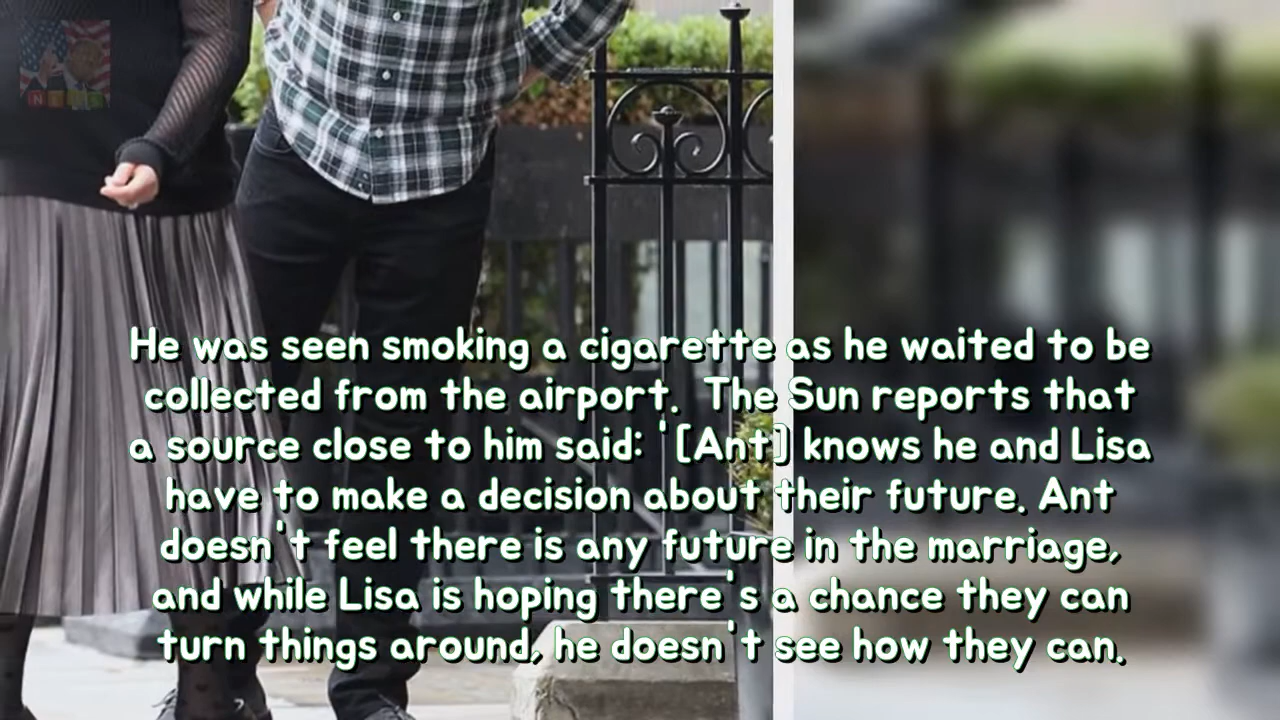 He was seen smoking a cigarette as he waited to be
collected from the airport. The Sun reports that
a source close to him said: '[Ant] knows he and Lisa
have to make a decision about their future. Ant
doesn't feel there is any future in the marriage,
and while Lisa is hoping there's a chance they can
turn things around, he doesn't see how they can.